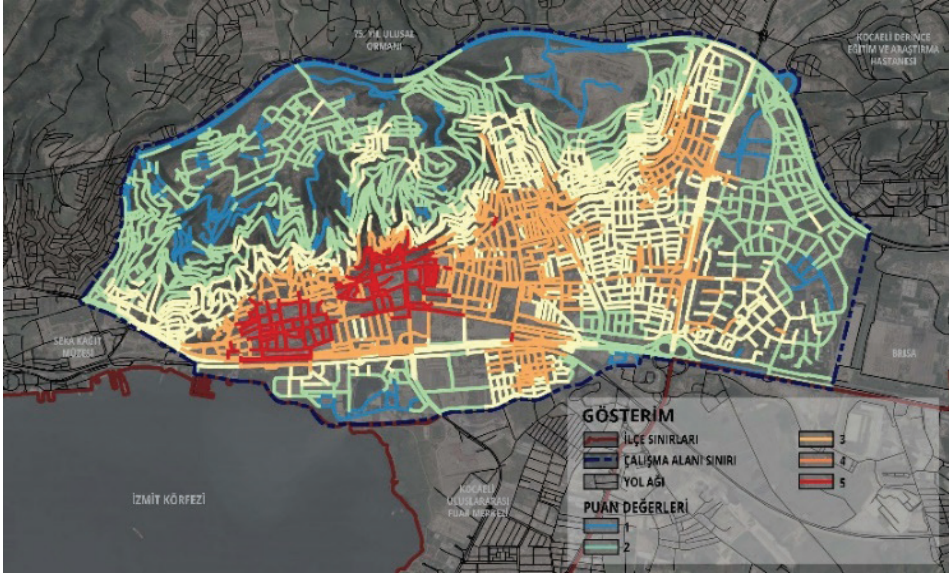 75. YIL ULUSAL
ORMANI
KOCAELİ DERİNCE
EĞİTİM VE ARAŞTIRMA
HASTANESİ
SEKA KAĞIT
MÜZESİ
BRISA
İZMİT KÖRFEZİ
KOCAELİ
ULUSLARARASI
FUAR MERKEZİ
GÖSTERİM
İLÇE SINIRLARI
ÇALIŞMA ALANI SINIRI
YOL AĞI
PUAN DEĞERLERİ
1
2
3
4
5